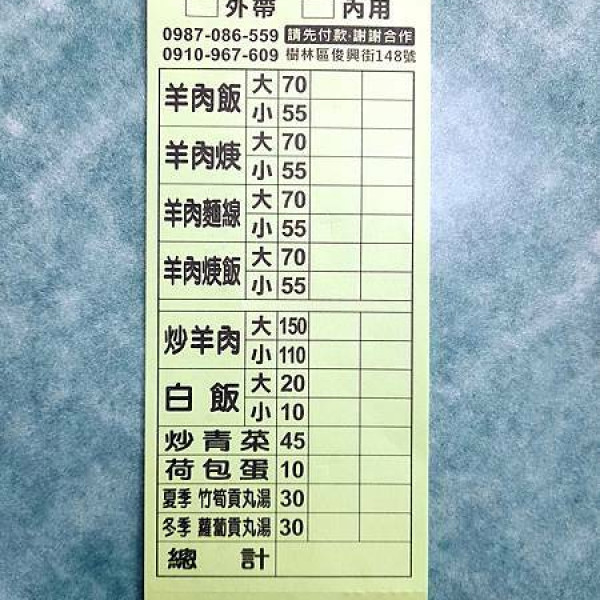 外帶 內用
0987-086-559 請先付款·謝謝合作
0910-967-609 樹林區俊興街148號
羊肉飯 大 70
小 55
羊肉焿 大 70
小 55
羊肉麵線 大 70
小 55
羊肉焿飯 大 70
小 55
炒羊肉 大 150
小 110
白飯 大 20
小 10
炒青菜 45
荷包蛋 10
夏季 竹筍貢丸湯 30
冬季 蘿蔔貢丸湯 30
總計